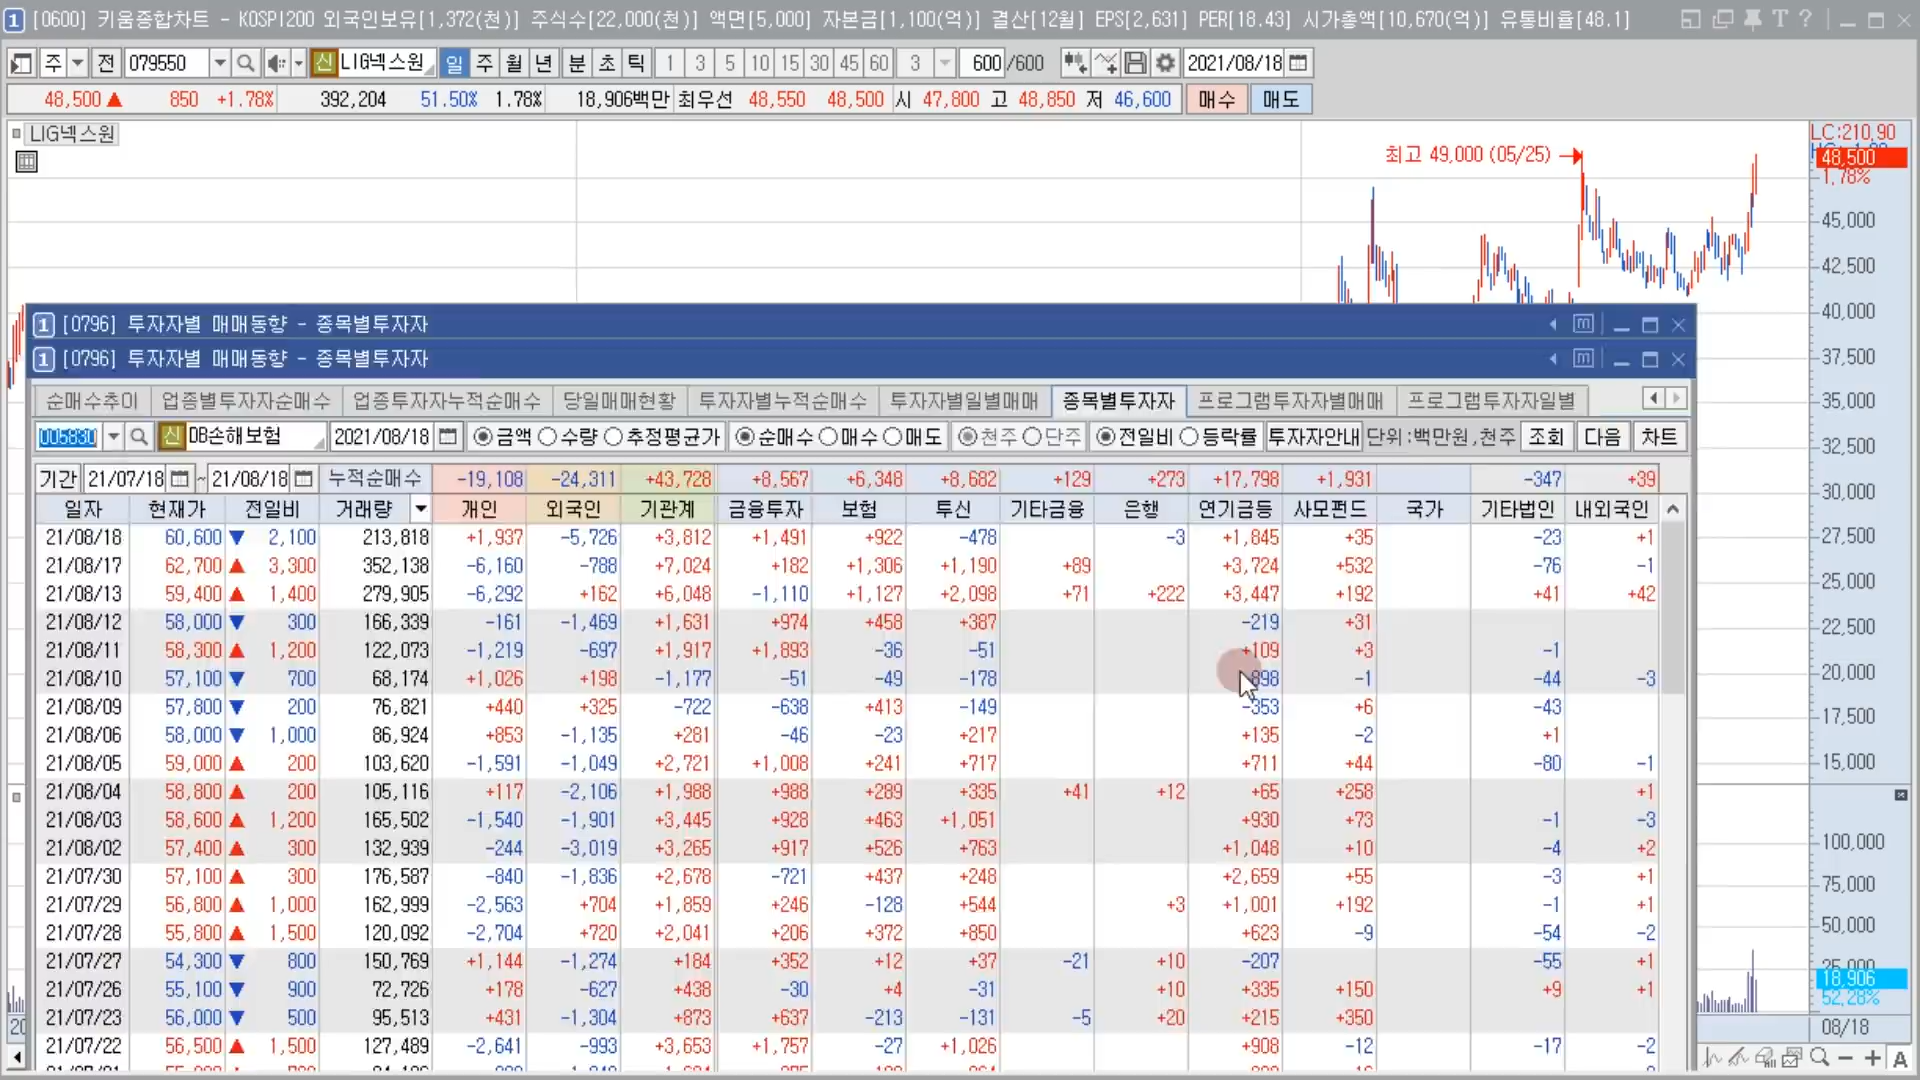 1 [0600] 키움종합차트 - KOSPI200 외국인보유[1,372(천)] 주식수[22,000(천)] 액면[5,000] 자본금[1,100(억)] 결산[12월] EPS[2,631] PER[18.43] 시가총액[10,670(억)] 유통비율[48.1]
주 전 079550 신 LIG넥스원 일 주 월 년 분 초 틱 1 3 5 10 15 30 45 60 3 600 /600 2021/08/18
48,500 ▲ 850 +1.78% 392,204 51.50% 1.78% 18,906백만 최우선 48,550 48,500 시 47,800 고 48,850 저 46,600 매수 매도
LIG넥스원
LC:210.90
최고 49,000 (05/25)
48,500
1.78%
45,000
42,500
40,000
37,500
35,000
32,500
30,000
27,500
25,000
22,500
20,000
17,500
15,000
100,000
75,000
50,000
25,000
18,906
52,28%
08/18
1 [0796] 투자자별 매매동향 - 종목별투자자
1 [0796] 투자자별 매매동향 - 종목별투자자
순매수추이 업종별투자자순매수 업종투자자누적순매수 당일매매현황 투자자별누적순매수 투자자별일별매매 종목별투자자 프로그램투자자별매매 프로그램투자자일별
005830 신 DB손해보험 2021/08/18 금액 수량 추정평균가 순매수 매수 매도 천주 단주 전일비 등락률 투자자안내 단위:백만원,천주 조회 다음 차트
기간 21/07/18 ~ 21/08/18 누적순매수 -19,108 -24,311 +43,728 +8,567 +6,348 +8,682 +129 +273 +17,798 +1,931 -347 +39
일자 현재가 전일비 거래량 개인 외국인 기관계 금융투자 보험 투신 기타금융 은행 연기금등 사모펀드 국가 기타법인 내외국인
21/08/18 60,600 ▼ 2,100 213,818 +1,937 -5,726 +3,812 +1,491 +922 -478 -3 +1,845 +35 -23 +1
21/08/17 62,700 ▲ 3,300 352,138 -6,160 -788 +7,024 +182 +1,306 +1,190 +89 +3,724 +532 -76 -1
21/08/13 59,400 ▲ 1,400 279,905 -6,292 +162 +6,048 -1,110 +1,127 +2,098 +71 +222 +3,447 +192 +41 +42
21/08/12 58,000 ▼ 300 166,339 -161 -1,469 +1,631 +974 +458 +387 -219 +31
21/08/11 58,300 ▲ 1,200 122,073 -1,219 -697 +1,917 +1,893 -36 -51 +109 +3 -1
21/08/10 57,100 ▼ 700 68,174 +1,026 +198 -1,177 -51 -49 -178 -898 -1 -44 -3
21/08/09 57,800 ▼ 200 76,821 +440 +325 -722 -638 +413 -149 -353 +6 -43
21/08/06 58,000 ▼ 1,000 86,924 +853 -1,135 +281 -46 -23 +217 +135 -2 +1
21/08/05 59,000 ▲ 200 103,620 -1,591 -1,049 +2,721 +1,008 +241 +717 +711 +44 -80 -1
21/08/04 58,800 ▲ 200 105,116 +117 -2,106 +1,988 +988 +289 +335 +41 +12 +65 +258 +1
21/08/03 58,600 ▲ 1,200 165,502 -1,540 -1,901 +3,445 +928 +463 +1,051 +930 +73 -1 -3
21/08/02 57,400 ▲ 300 132,939 -244 -3,019 +3,265 +917 +526 +763 +1,048 +10 -4 +2
21/07/30 57,100 ▲ 300 176,587 -840 -1,836 +2,678 -721 +437 +248 +2,659 +55 -3 +1
21/07/29 56,800 ▲ 1,000 162,999 -2,563 +704 +1,859 +246 -128 +544 +3 +1,001 +192 -1 +1
21/07/28 55,800 ▲ 1,500 120,092 -2,704 +720 +2,041 +206 +372 +850 +623 -9 -54 -2
21/07/27 54,300 ▼ 800 150,769 +1,144 -1,274 +184 +352 +12 +37 -21 +10 -207 -55 +1
21/07/26 55,100 ▼ 900 72,726 +178 -627 +438 -30 +4 -31 +10 +335 +150 +9 +1
21/07/23 56,000 ▼ 500 95,513 +431 -1,304 +873 +637 -213 -131 -5 +20 +215 +350
21/07/22 56,500 ▲ 1,500 127,489 -2,641 -993 +3,653 +1,757 -27 +1,026 +908 -12 -17 -2
A